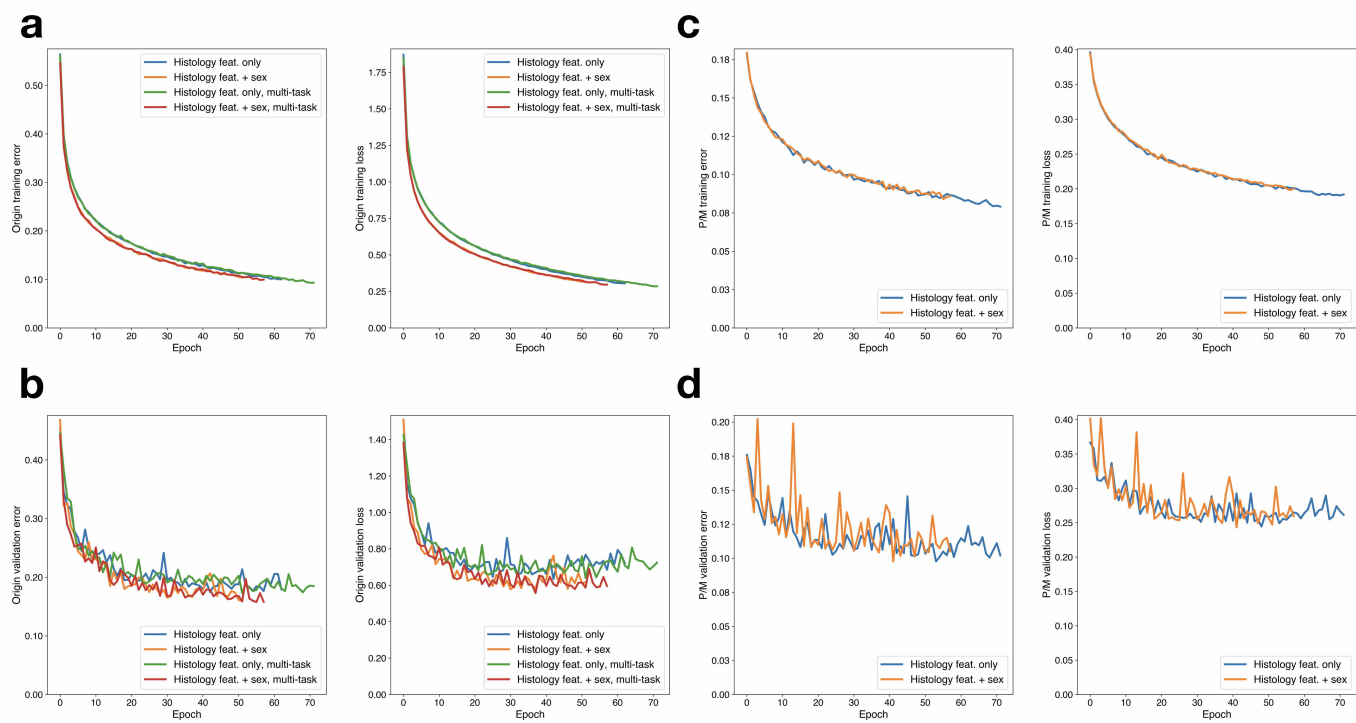 a
Origin training error
0.50
0.40
0.30
0.20
0.10
0.00
0 10 20 30 40 50 60 70
Epoch
Histology feat. only
Histology feat. + sex
Histology feat. only, multi-task
Histology feat. + sex, multi-task
Origin training loss
1.75
1.50
1.25
1.00
0.75
0.50
0.25
0.00
0 10 20 30 40 50 60 70
Epoch
Histology feat. only
Histology feat. + sex
Histology feat. only, multi-task
Histology feat. + sex, multi-task
c
P/M training error
0.18
0.15
0.12
0.10
0.08
0.05
0.03
0.00
0 10 20 30 40 50 60 70
Epoch
Histology feat. only
Histology feat. + sex
P/M training loss
0.40
0.35
0.30
0.25
0.20
0.15
0.10
0.05
0.00
0 10 20 30 40 50 60 70
Epoch
Histology feat. only
Histology feat. + sex
b
Origin validation error
0.40
0.30
0.20
0.10
0.00
0 10 20 30 40 50 60 70
Epoch
Histology feat. only
Histology feat. + sex
Histology feat. only, multi-task
Histology feat. + sex, multi-task
Origin validation loss
1.40
1.20
1.00
0.80
0.60
0.40
0.20
0.00
0 10 20 30 40 50 60 70
Epoch
Histology feat. only
Histology feat. + sex
Histology feat. only, multi-task
Histology feat. + sex, multi-task
d
P/M validation error
0.20
0.18
0.15
0.12
0.10
0.08
0.05
0.03
0.00
0 10 20 30 40 50 60 70
Epoch
Histology feat. only
Histology feat. + sex
P/M validation loss
0.40
0.35
0.30
0.25
0.20
0.15
0.10
0.05
0.00
0 10 20 30 40 50 60 70
Epoch
Histology feat. only
Histology feat. + sex